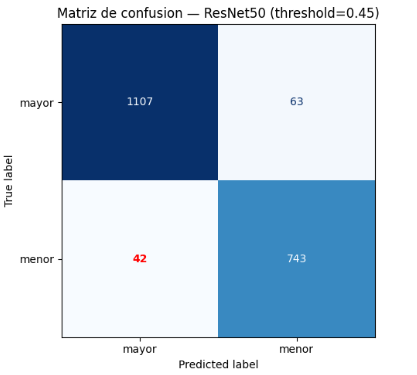 Matriz de confusion — ResNet50 (threshold=0.45)
mayor
1107
63
True label
menor
42
743
mayor
menor
Predicted label